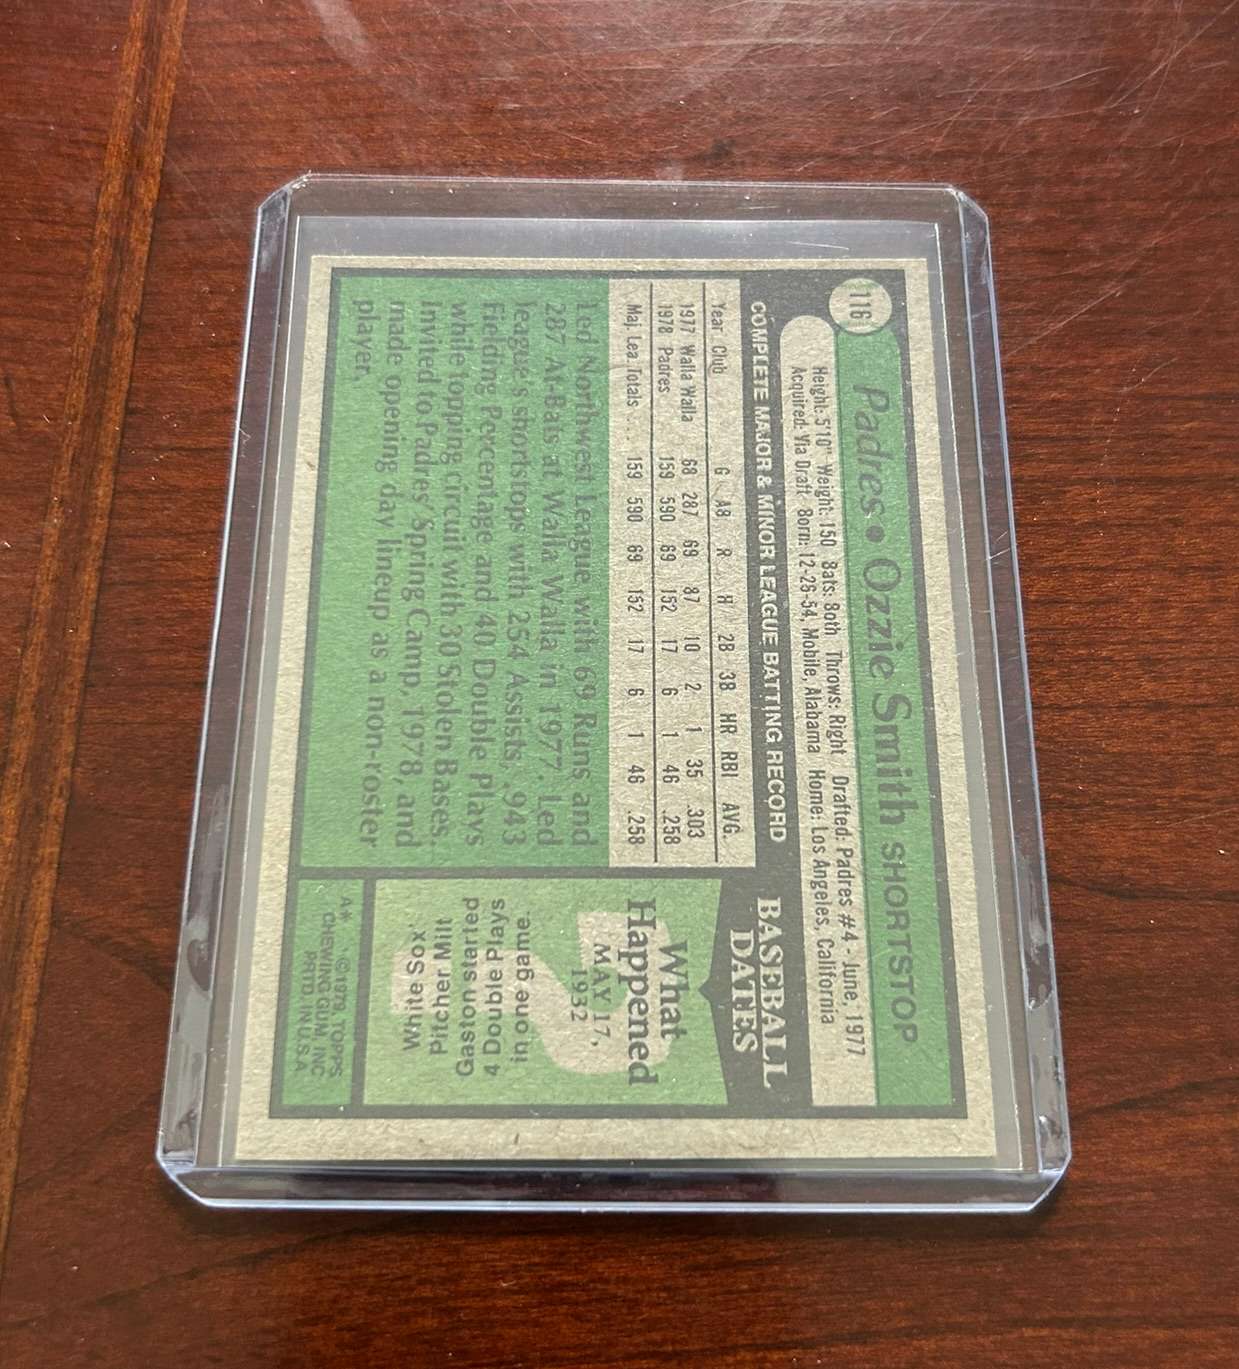 116
Padres • Ozzie Smith SHORTSTOP
Height: 5'10" Weight: 150 Bats: Both Throws: Right Drafted: Padres #4 - June, 1977
Acquired: Via Draft Born: 12-26-54, Mobile, Alabama Home: Los Angeles, California
COMPLETE MAJOR & MINOR LEAGUE BATTING RECORD
Year Club G AB R H 2B 3B HR RBI AVG.
1977 Walla Walla 68 287 69 87 10 2 1 35 .303
1978 Padres 159 590 69 152 17 6 1 46 .258
Maj. Lea. Totals . . . 159 590 69 152 17 6 1 46 .258
Led Northwest League with 69 Runs and
287 At-Bats at Walla Walla in 1977. Led
league's shortstops with 254 Assists, .943
Fielding Percentage and 40 Double Plays
while topping circuit with 30 Stolen Bases.
Invited to Padres' Spring Camp, 1978, and
made opening day lineup as a non-roster
player.
BASEBALL
DATES
What
Happened
MAY 17,
1932
White Sox'
Pitcher Milt
Gaston started
4 Double Plays
in one game.
A* ©1979, TOPPS
CHEWING GUM, INC
PRTD. IN U.S.A.